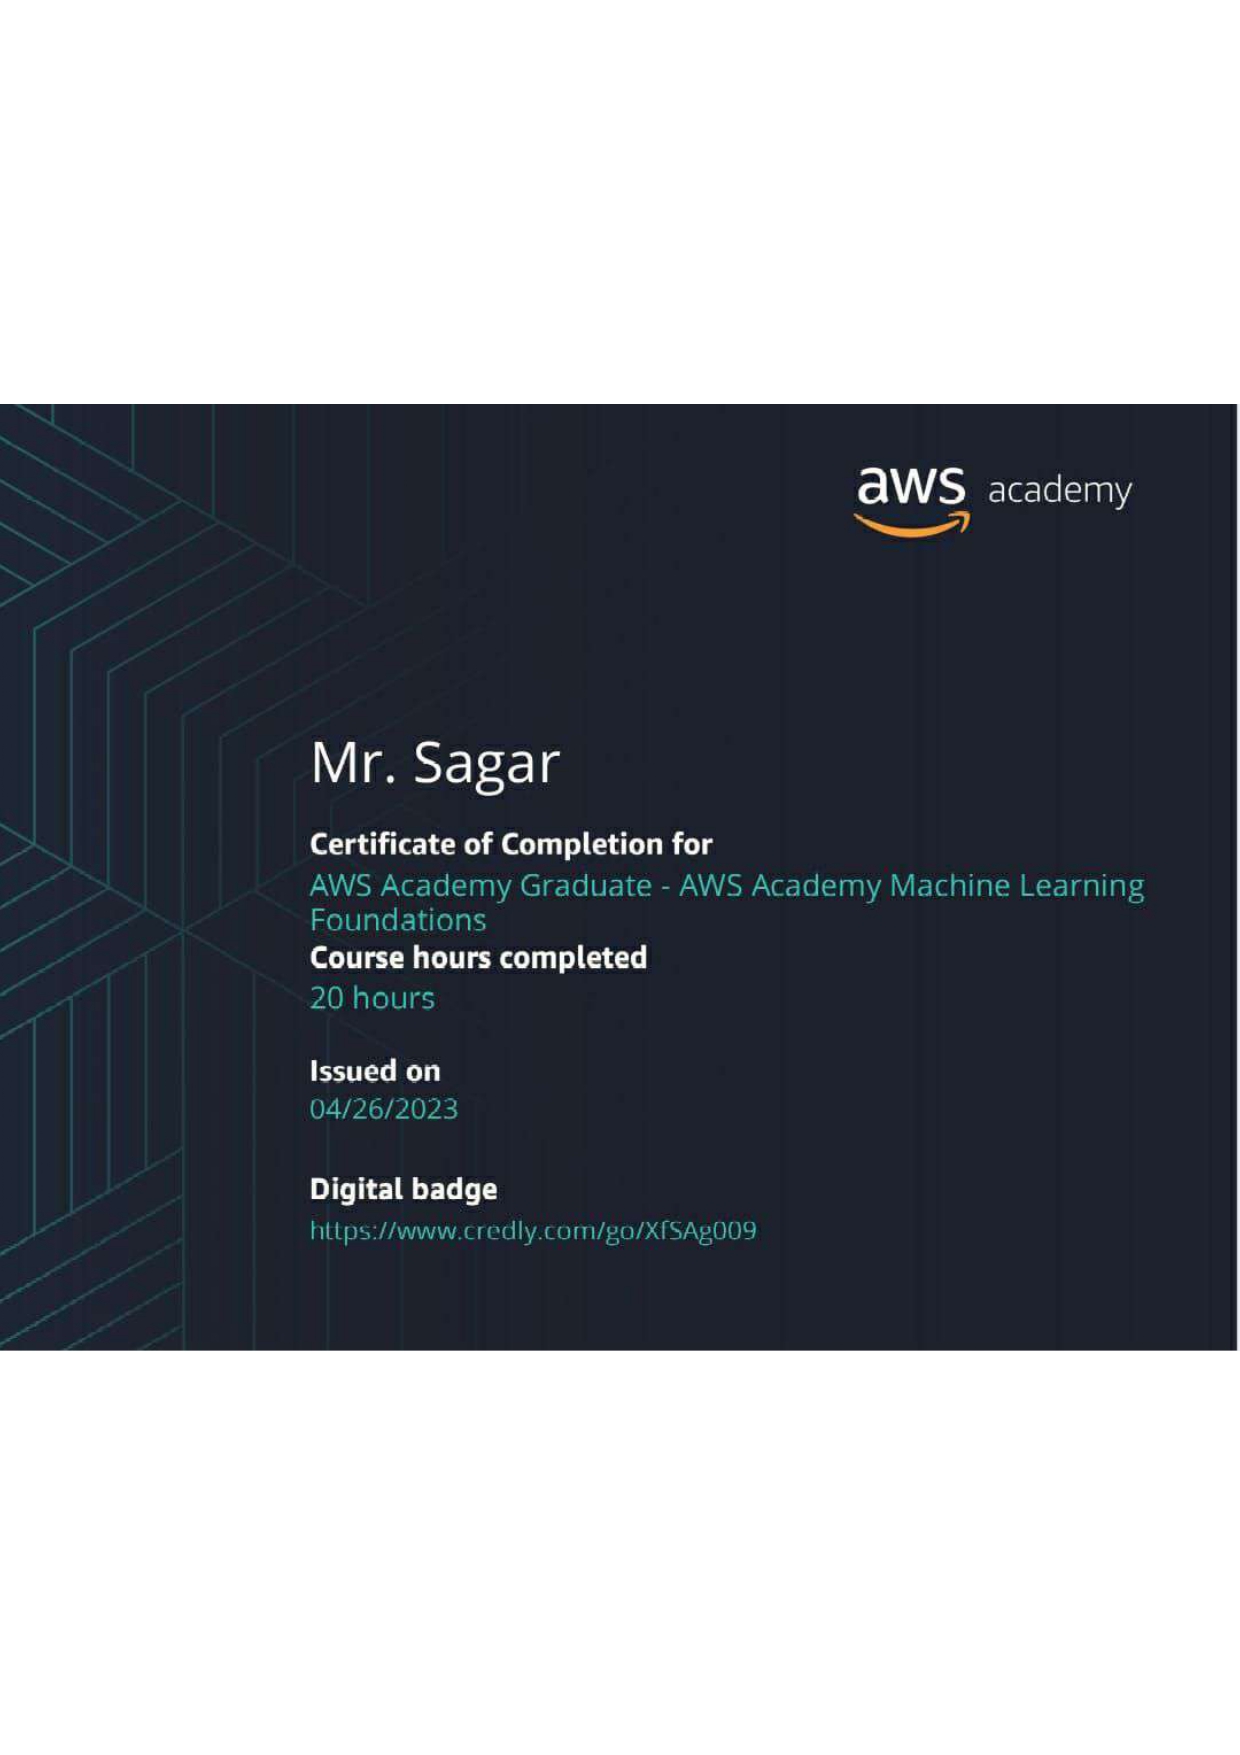 aws academy
Mr. Sagar
Certificate of Completion for
AWS Academy Graduate - AWS Academy Machine Learning
Foundations
Course hours completed
20 hours
Issued on
04/26/2023
Digital badge
https://www.credly.com/go/XfSAg009